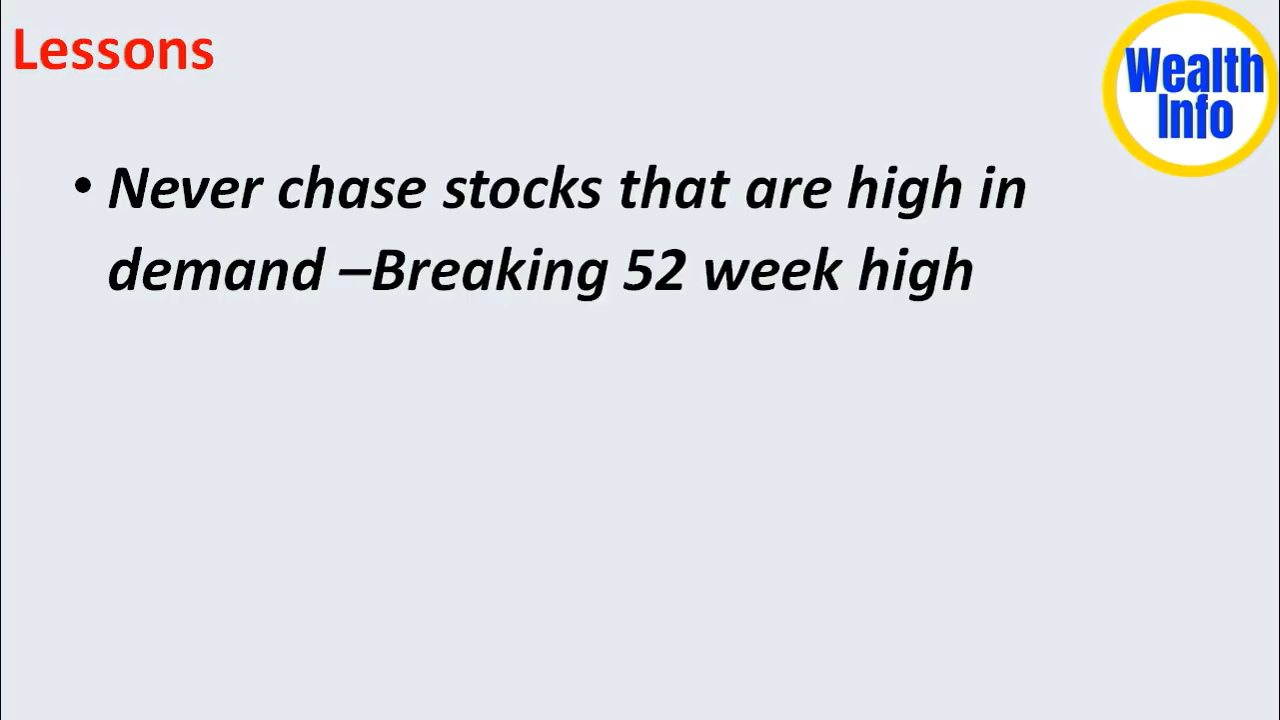 Lessons
Wealth
Info
• Never chase stocks that are high in
demand –Breaking 52 week high